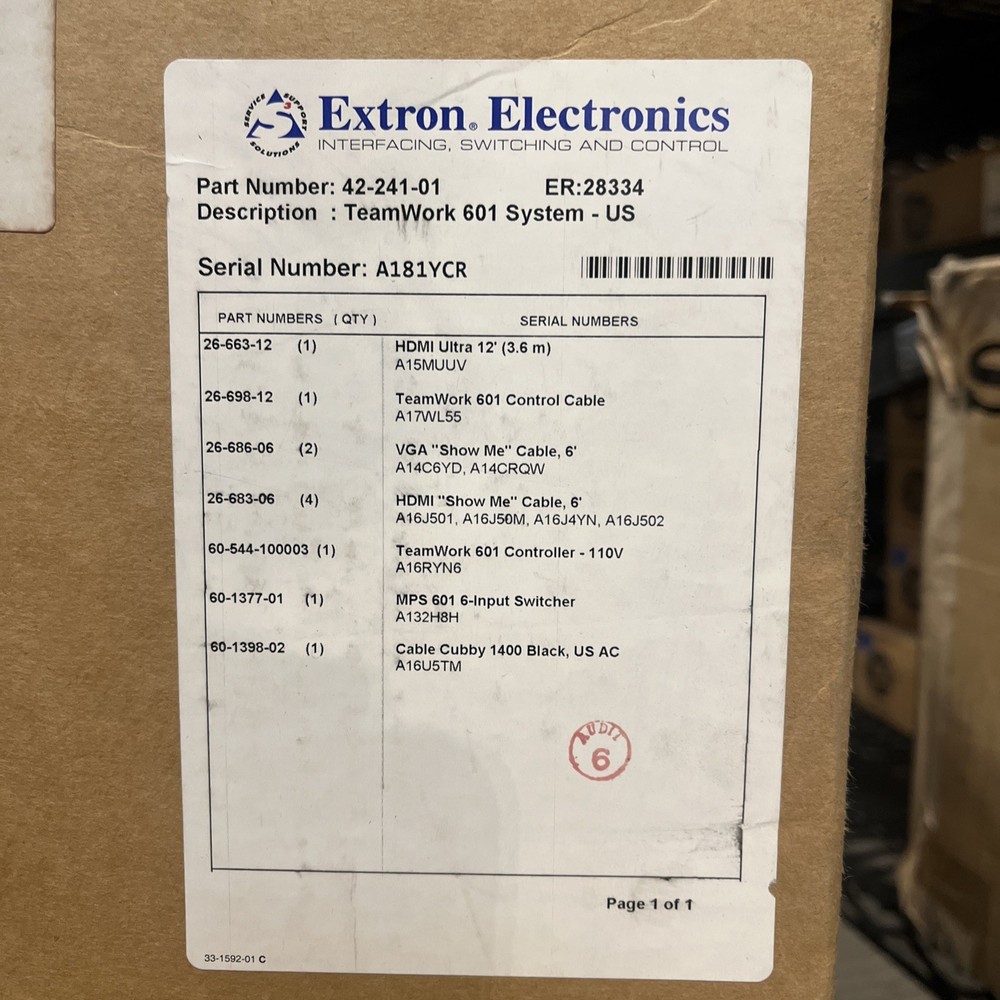 SERVICE SUPPORT SOLUTIONS
S3
Extron® Electronics
INTERFACING, SWITCHING AND CONTROL
Part Number: 42-241-01 ER:28334
Description : TeamWork 601 System - US
Serial Number: A181YCR
PART NUMBERS ( QTY ) SERIAL NUMBERS
26-663-12 (1) HDMI Ultra 12' (3.6 m)
A15MUUV
26-698-12 (1) TeamWork 601 Control Cable
A17WL55
26-686-06 (2) VGA "Show Me" Cable, 6'
A14C6YD, A14CRQW
26-683-06 (4) HDMI "Show Me" Cable, 6'
A16J501, A16J50M, A16J4YN, A16J502
60-544-100003 (1) TeamWork 601 Controller - 110V
A16RYN6
60-1377-01 (1) MPS 601 6-Input Switcher
A132H8H
60-1398-02 (1) Cable Cubby 1400 Black, US AC
A16U5TM
AUDIT
6
Page 1 of 1
33-1592-01 C